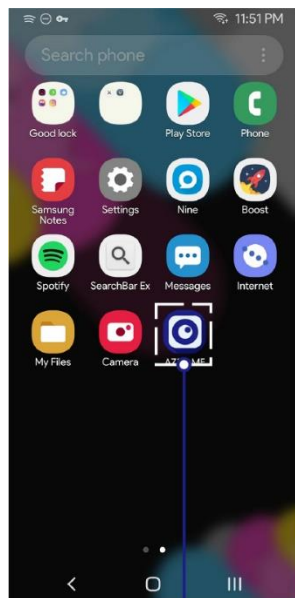 11:51 PM
Search phone
Good lock
Play Store
Phone
Samsung
Notes
Settings
Nine
Boost
Spotify
SearchBar Ex
Messages
Internet
My Files
Camera